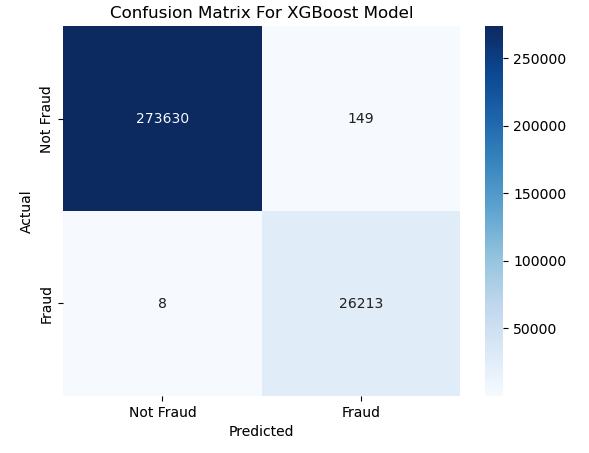 Confusion Matrix For XGBoost Model
Actual
Not Fraud
Fraud
273630
149
8
26213
Not Fraud
Fraud
Predicted
250000
200000
150000
100000
50000